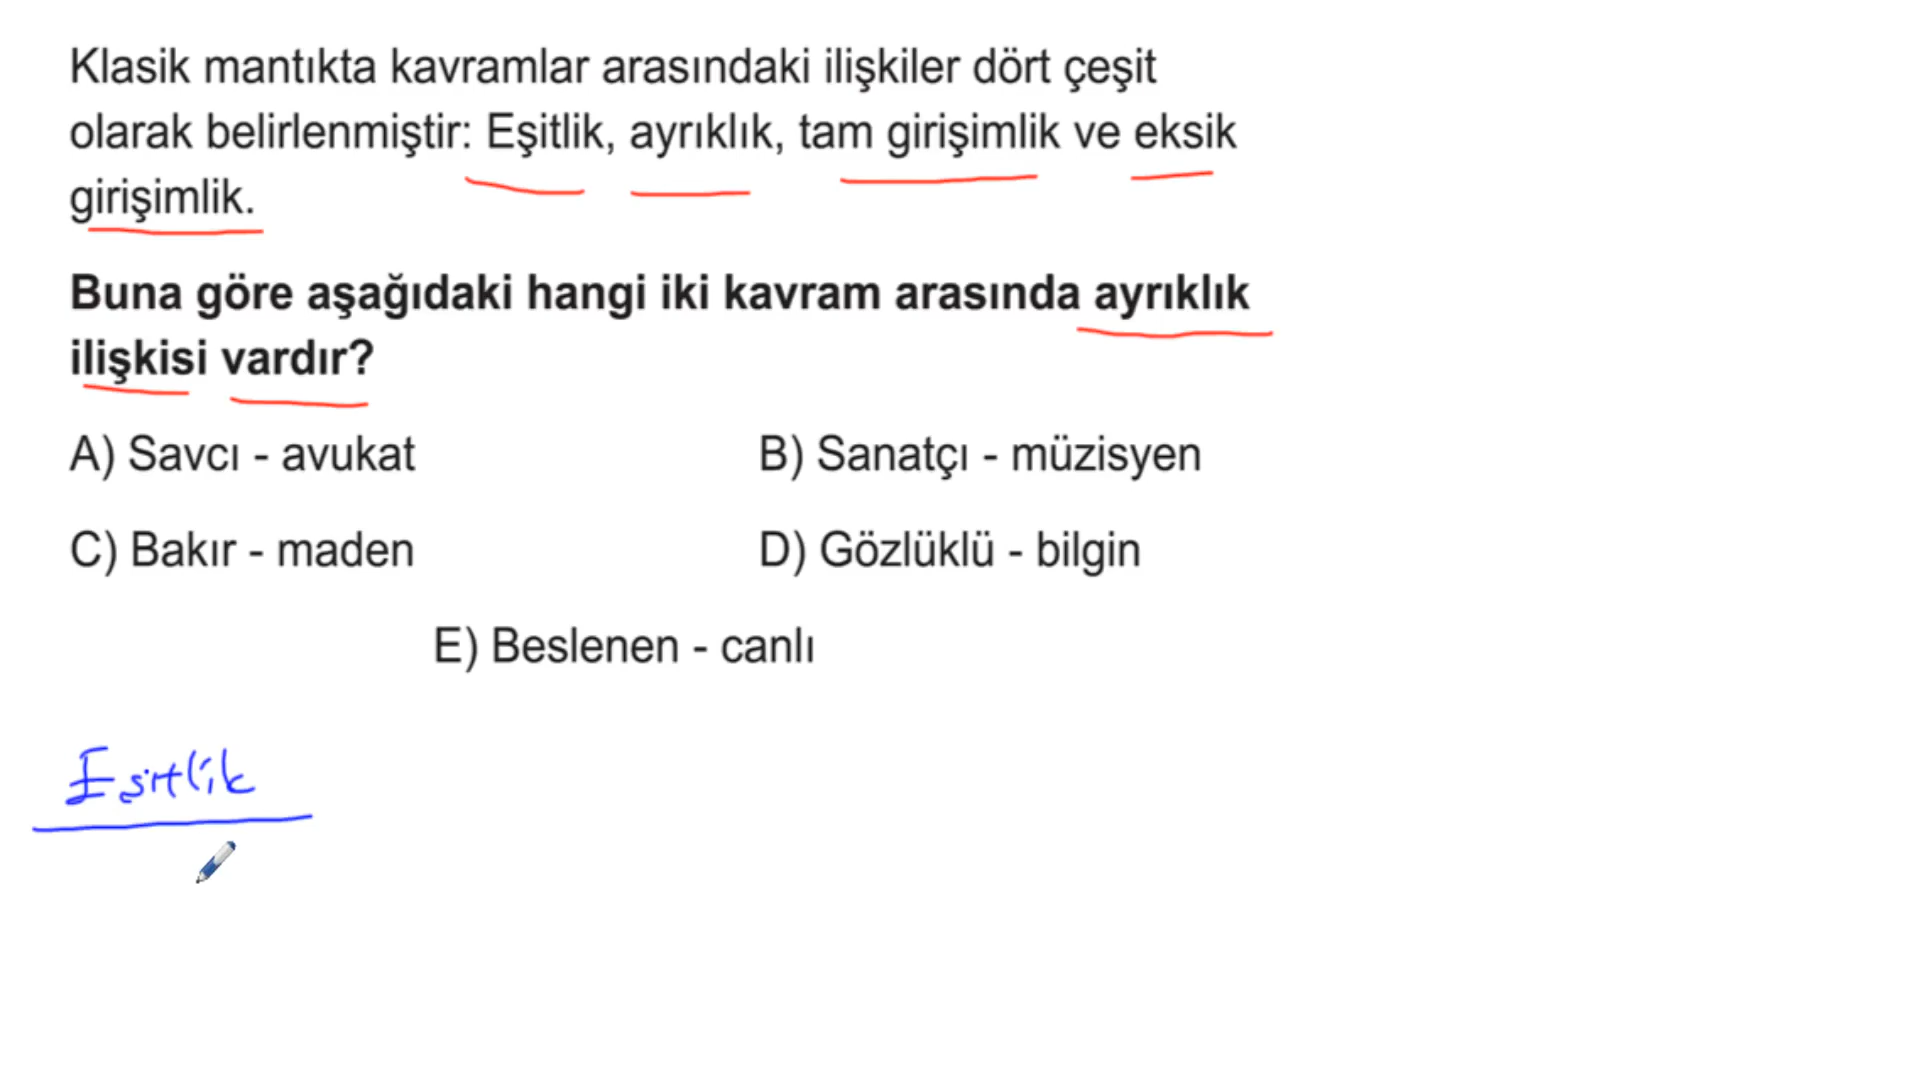 Klasik mantıkta kavramlar arasındaki ilişkiler dört çeşit
olarak belirlenmiştir: Eşitlik, ayrıklık, tam girişimlik ve eksik
girişimlik.
Buna göre aşağıdaki hangi iki kavram arasında ayrıklık
ilişkisi vardır?
A) Savcı - avukat
B) Sanatçı - müzisyen
C) Bakır - maden
D) Gözlüklü - bilgin
E) Beslenen - canlı
Eşitlik